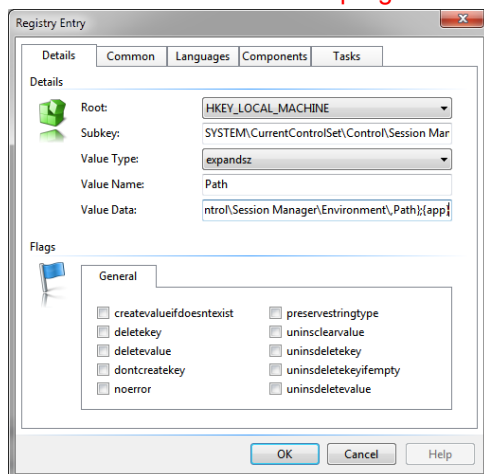 Registry Entry
Details Common Languages Components Tasks
Details
Root: HKEY_LOCAL_MACHINE
Subkey: SYSTEM\CurrentControlSet\Control\Session Mar
Value Type: expandsz
Value Name: Path
Value Data: ntrol\Session Manager\Environment\,Path};{app}
Flags
General
createvalueifdoesntexist preservestringtype
deletekey uninsclearvalue
deletevalue uninsdeletekey
dontcreatekey uninsdeletekeyifempty
noerror uninsdeletevalue
OK Cancel Help